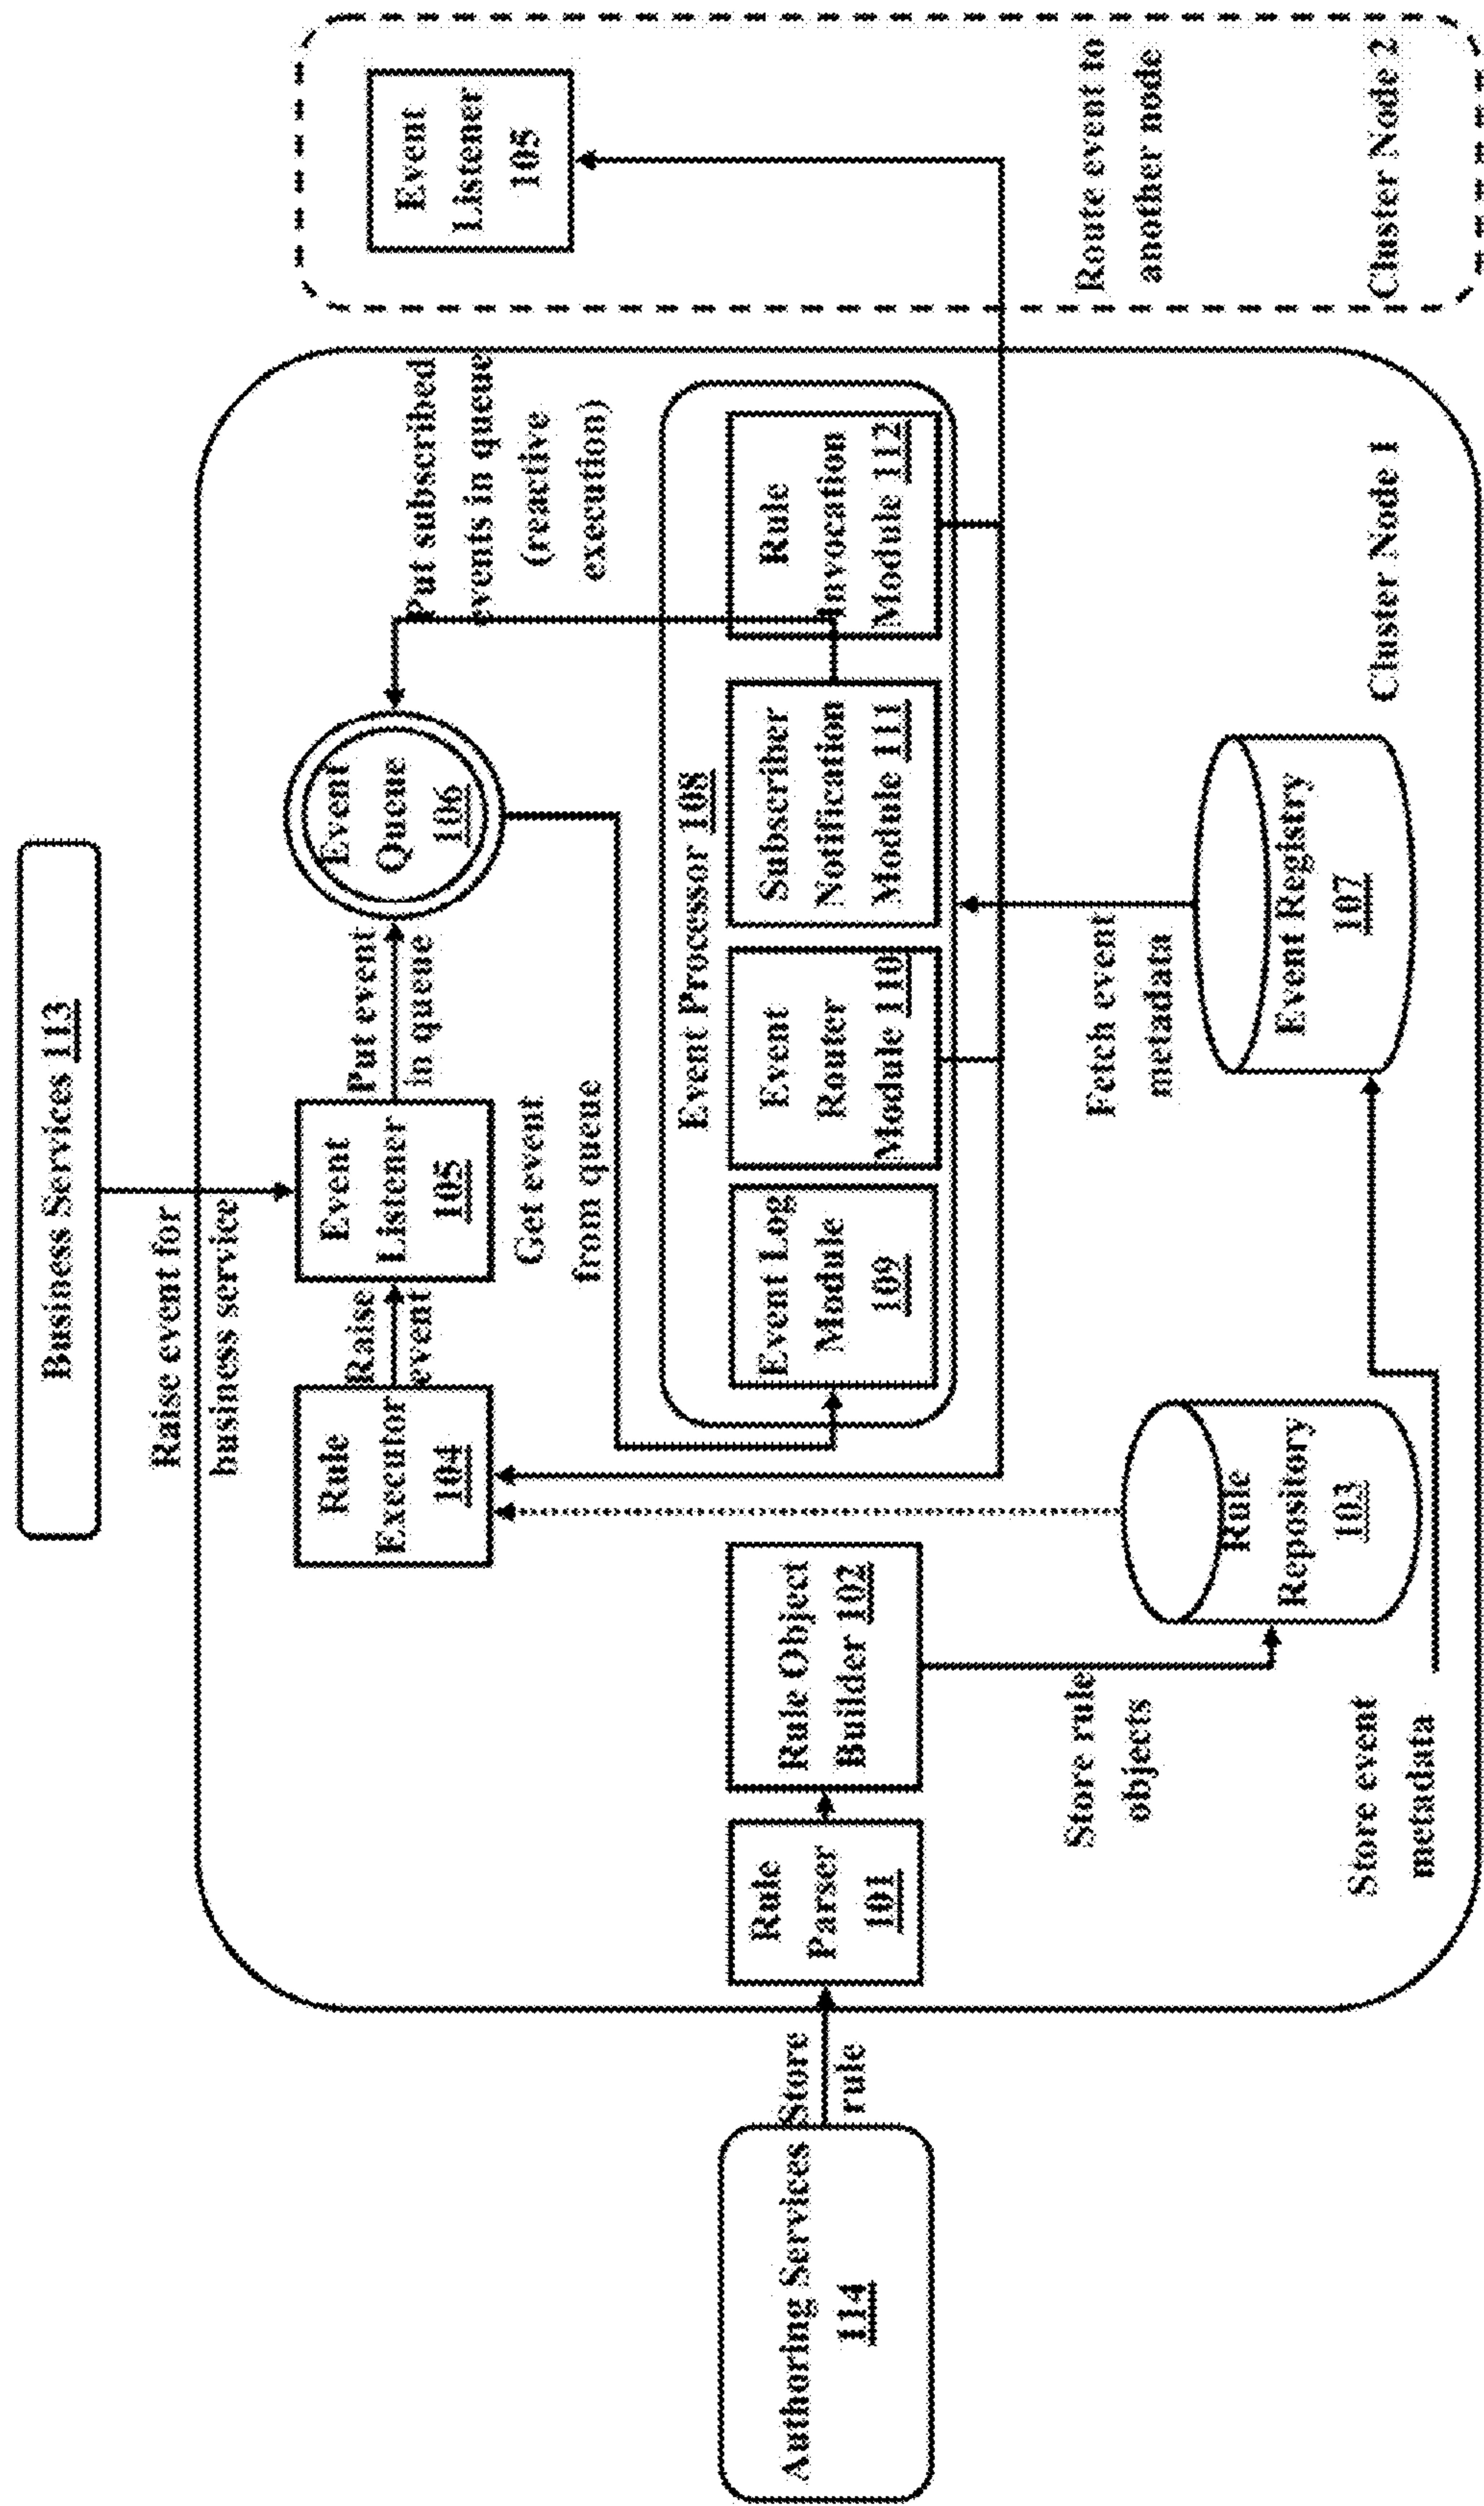 Business Services 113
Raise event for
business service
Rule
Executor
104
Raise
event
Event
Listener
105
Put event
in queue
Event
Queue
106
Put subscribed
events in queue
(reactive
execution)
Event
Listener
105
Get event
from queue
Authoring Services
114
Store
rule
Rule
Parser
101
Rule Object
Builder 102
Event Processor 108
Event Log
Module
109
Event
Router
Module 110
Subscriber
Notification
Module 111
Rule
Invocation
Module 112
Store rule
objects
Fetch event
metadata
Route event to
another node
Rule
Repository
103
Event Registry
107
Store event
metadata
Cluster Node 1
Cluster Node 2